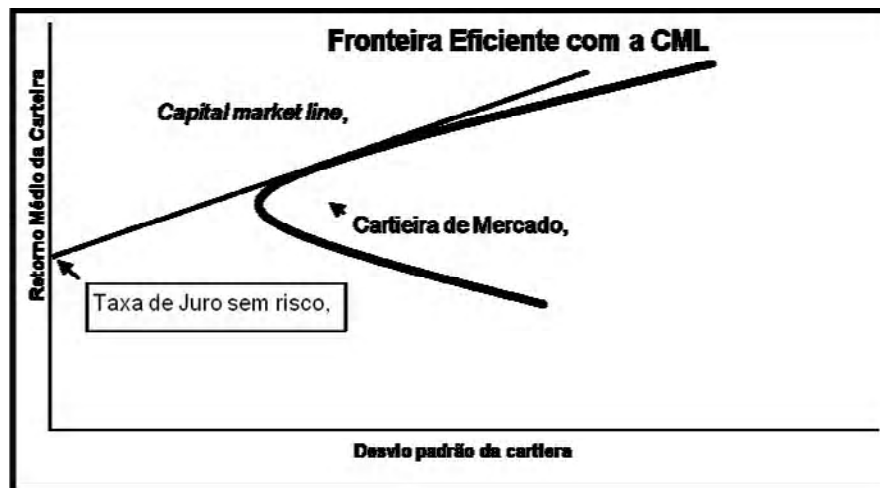 Fronteira Eficiente com a CML
Capital market line,
Retorno Médio da Carteira
Cartieira de Mercado,
Taxa de Juro sem risco,
Desvio padrão da cartiera